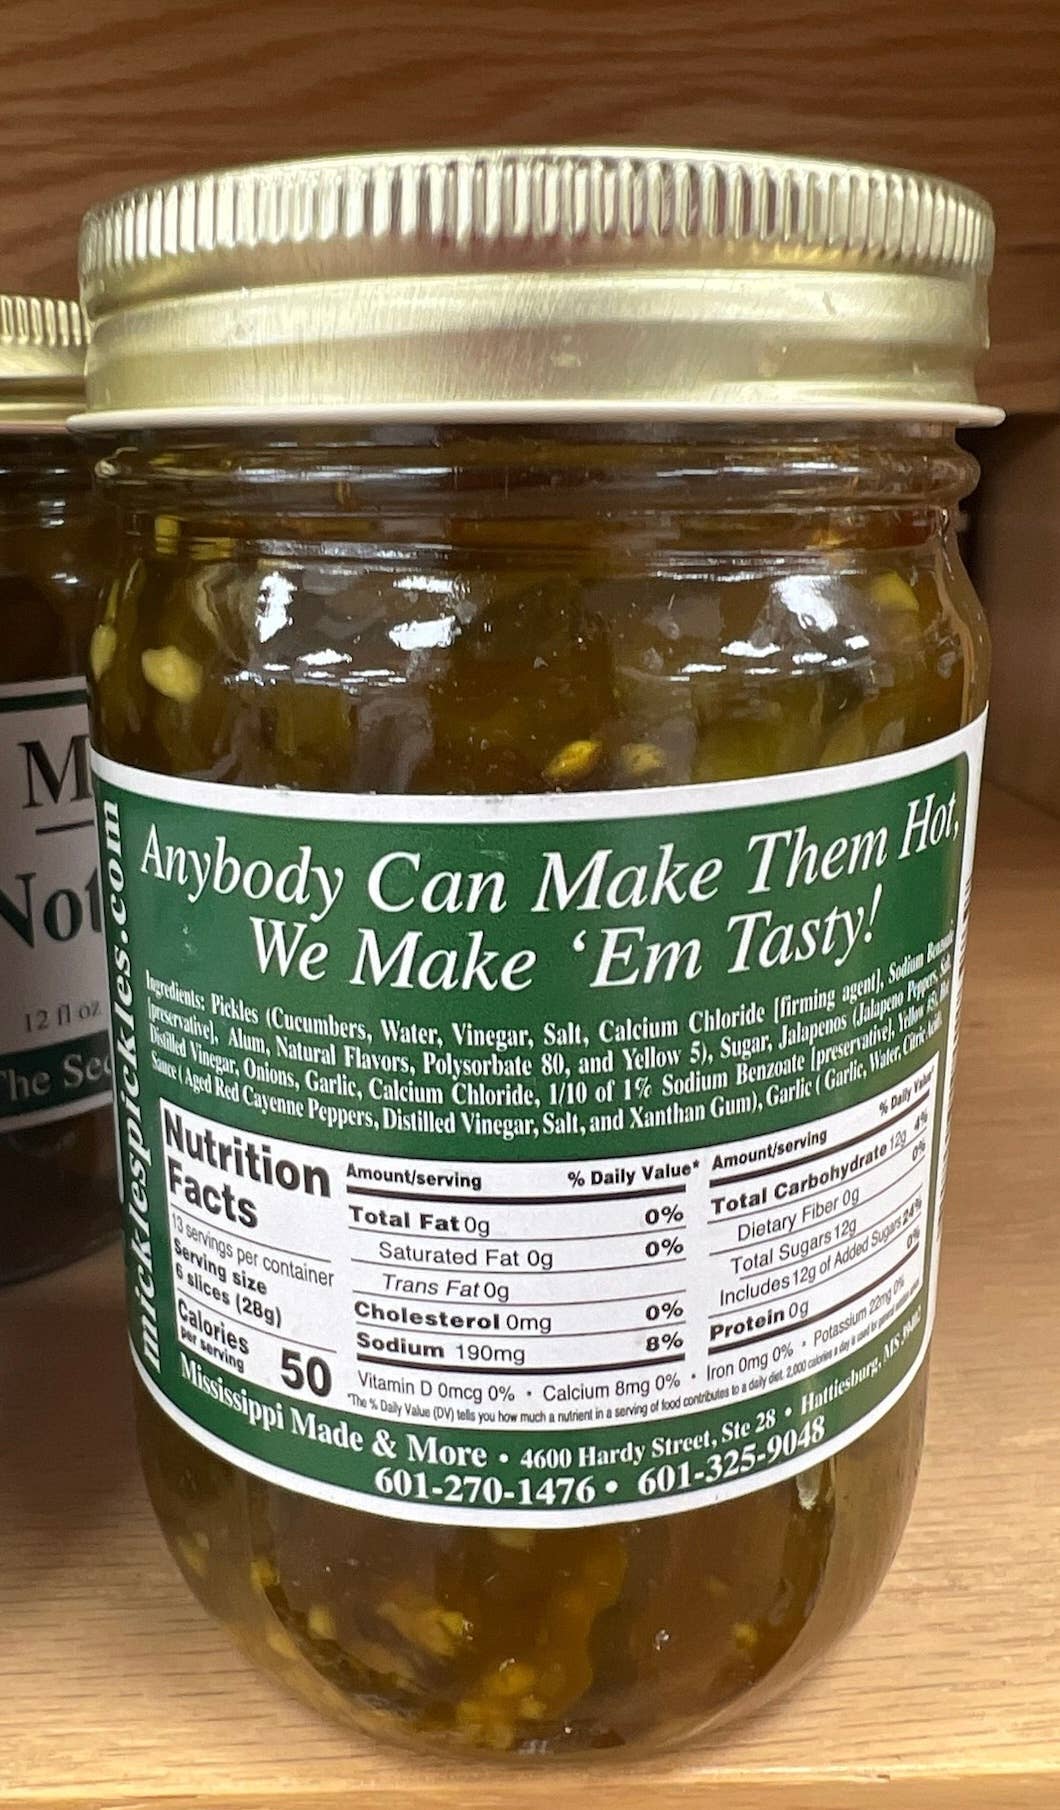 micklespickles.com
Anybody Can Make Them Hot,
We Make ‘Em Tasty!
Ingredients: Pickles (Cucumbers, Water, Vinegar, Salt, Calcium Chloride [firming agent], Sodium Benzoate
[preservative], Alum, Natural Flavors, Polysorbate 80, and Yellow 5), Sugar, Jalapenos (Jalapeno Peppers, Salt,
Distilled Vinegar, Onions, Garlic, Calcium Chloride, 1/10 of 1% Sodium Benzoate [preservative], Yellow #5), Hot
Sauce (Aged Red Cayenne Peppers, Distilled Vinegar, Salt, and Xanthan Gum), Garlic ( Garlic, Water, Citric Acid).
Nutrition
Facts
13 servings per container
Serving size
6 slices (28g)
Calories
per serving
50
Amount/serving % Daily Value*
Total Fat 0g 0%
Saturated Fat 0g 0%
Trans Fat 0g
Cholesterol 0mg 0%
Sodium 190mg 8%
Amount/serving % Daily Value*
Total Carbohydrate 12g 4%
Dietary Fiber 0g 0%
Total Sugars 12g
Includes 12g of Added Sugars 24%
Protein 0g 0%
Vitamin D 0mcg 0% • Calcium 8mg 0% • Iron 0mg 0% • Potassium 22mg 0%
*The % Daily Value (DV) tells you how much a nutrient in a serving of food contributes to a daily diet. 2,000 calories a day is used for general
Mississippi Made & More • 4600 Hardy Street, Ste 28 • Hattiesburg, MS
601-270-1476 • 601-325-9048
M
Not
12 fl oz
The Sec